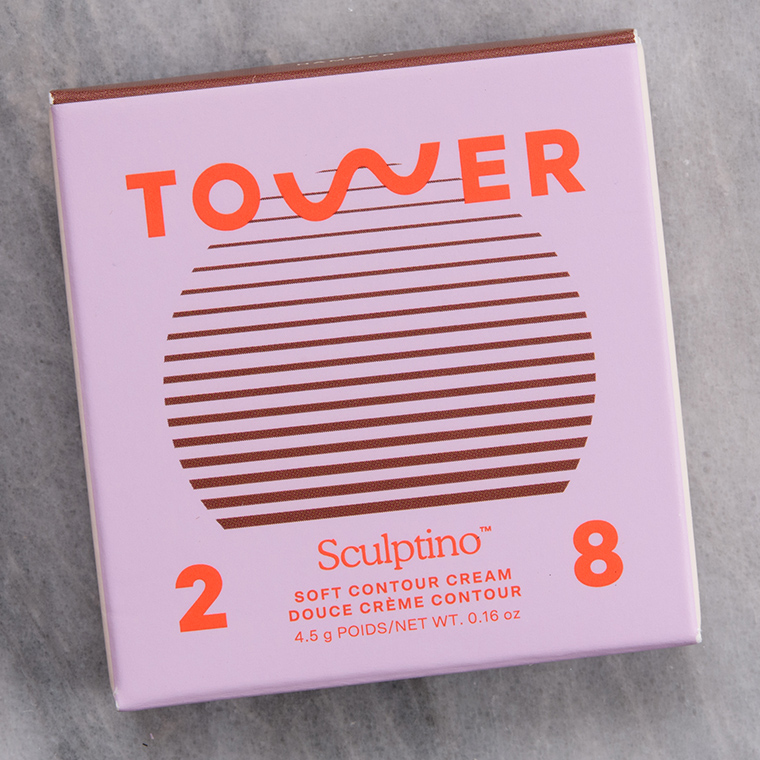 TOWER
2 8
Sculptino™
SOFT CONTOUR CREAM
DOUCE CRÈME CONTOUR
4.5 g POIDS/NET WT. 0.16 oz